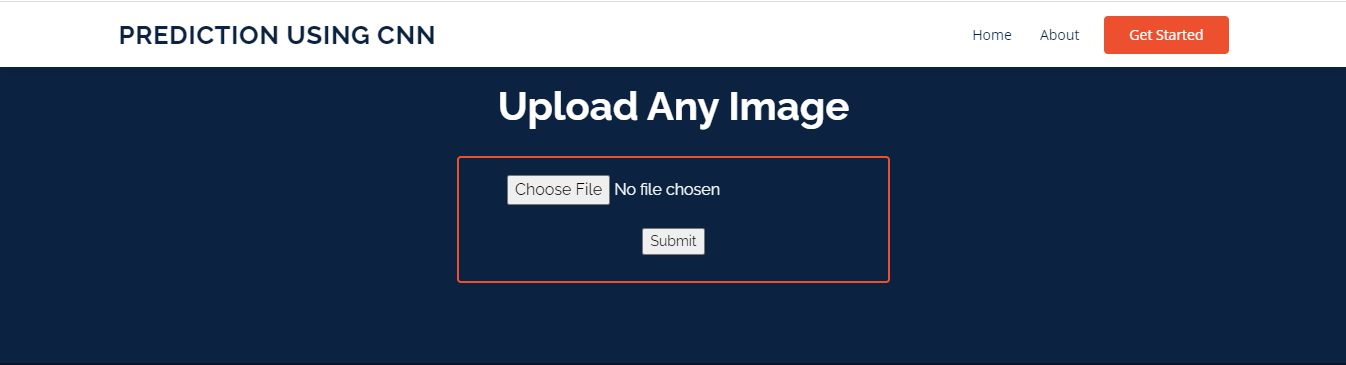 PREDICTION USING CNN
Home About Get Started
Upload Any Image
Choose File No file chosen
Submit